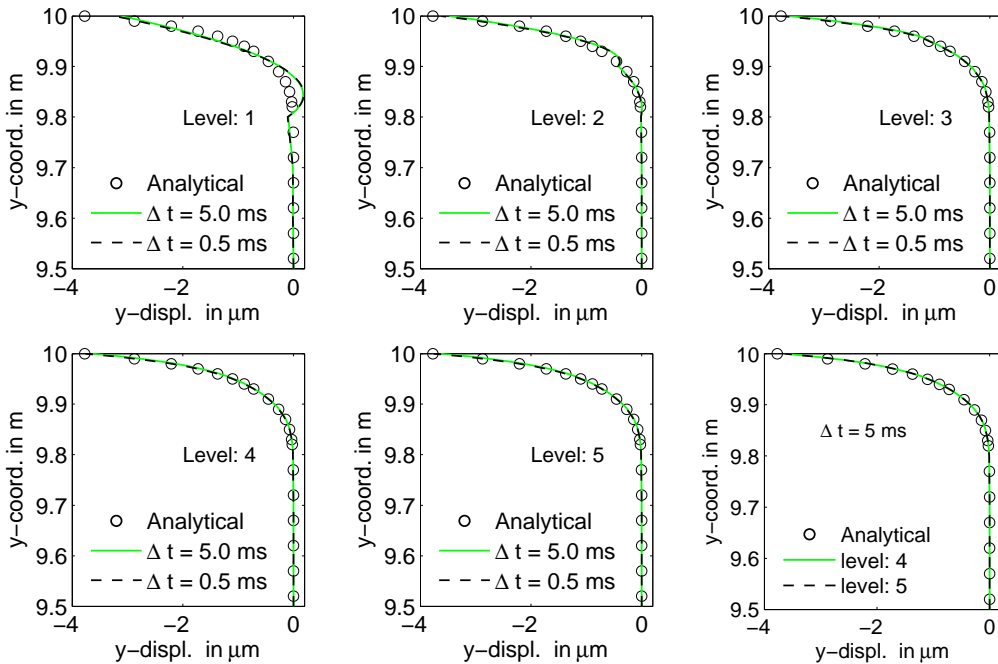 10
9.9
9.8
9.7
9.6
9.5
−4
−2
0
y−coord. in m
y−displ. in μm
Level: 1
Analytical
Δ t = 5.0 ms
Δ t = 0.5 ms
10
9.9
9.8
9.7
9.6
9.5
−4
−2
0
y−coord. in m
y−displ. in μm
Level: 2
Analytical
Δ t = 5.0 ms
Δ t = 0.5 ms
10
9.9
9.8
9.7
9.6
9.5
−4
−2
0
y−coord. in m
y−displ. in μm
Level: 3
Analytical
Δ t = 5.0 ms
Δ t = 0.5 ms
10
9.9
9.8
9.7
9.6
9.5
−4
−2
0
y−coord. in m
y−displ. in μm
Level: 4
Analytical
Δ t = 5.0 ms
Δ t = 0.5 ms
10
9.9
9.8
9.7
9.6
9.5
−4
−2
0
y−coord. in m
y−displ. in μm
Level: 5
Analytical
Δ t = 5.0 ms
Δ t = 0.5 ms
10
9.9
9.8
9.7
9.6
9.5
−4
−2
0
y−coord. in m
y−displ. in μm
Δ t = 5 ms
Analytical
level: 4
level: 5